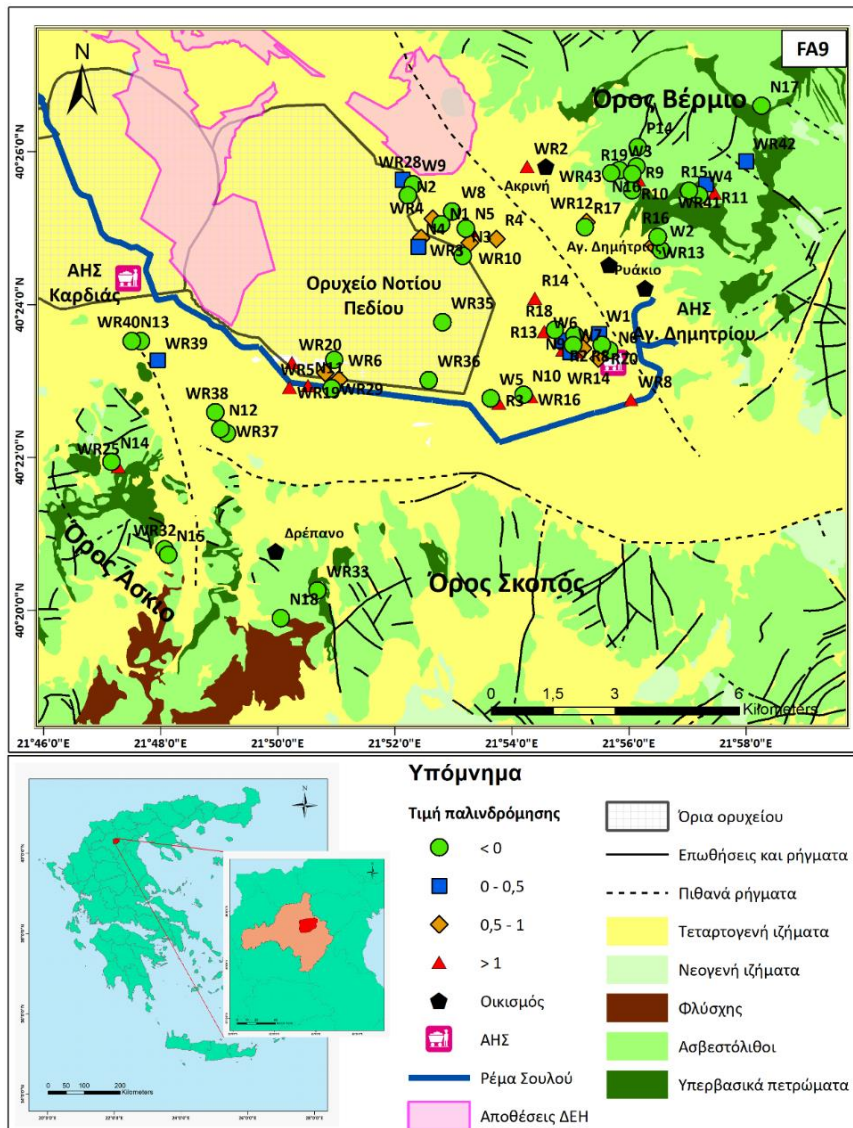 FA9
N
Όρος Βέρμιο
N17
P14
WR2
R19
W3
WR42
WR28
W9
Ακρινή
WR43
R9
R15
W4
N2
N16
R10
WR41
R11
WR4
W8
WR12
R17
N1
N5
R4
R16
N4
N3
Αγ. Δημήτριος
W2
WR3
WR10
WR13
ΑΗΣ
Καρδιάς
Ορυχείο Νοτίου
Πεδίου
Ρυάκιο
R14
ΑΗΣ
Αγ. Δημητρίου
WR35
R18
W1
WR40
N13
R13
W6
W7
N6
WR39
WR20
WR6
N9
R2
R8
R20
WR5
N11
WR36
WR14
WR8
WR19
WR29
W5
N10
WR38
R3
WR16
N12
WR37
N14
WR25
Όρος Άσκιο
WR32
N15
Δρέπανο
WR33
Όρος Σκοπός
N18
0 1,5 3 6
Kilometers
40°26'0"N
40°24'0"N
40°22'0"N
40°20'0"N
21°46'0"E 21°48'0"E 21°50'0"E 21°52'0"E 21°54'0"E 21°56'0"E 21°58'0"E
N
0 50 100 200
Kilometers
Υπόμνημα
Τιμή παλινδρόμησης
< 0
0 - 0,5
0,5 - 1
> 1
Οικισμός
ΑΗΣ
Ρέμα Σουλού
Αποθέσεις ΔΕΗ
Όρια ορυχείου
Επωθήσεις και ρήγματα
Πιθανά ρήγματα
Τεταρτογενή ιζήματα
Νεογενή ιζήματα
Φλύσχης
Ασβεστόλιθοι
Υπερβασικά πετρώματα